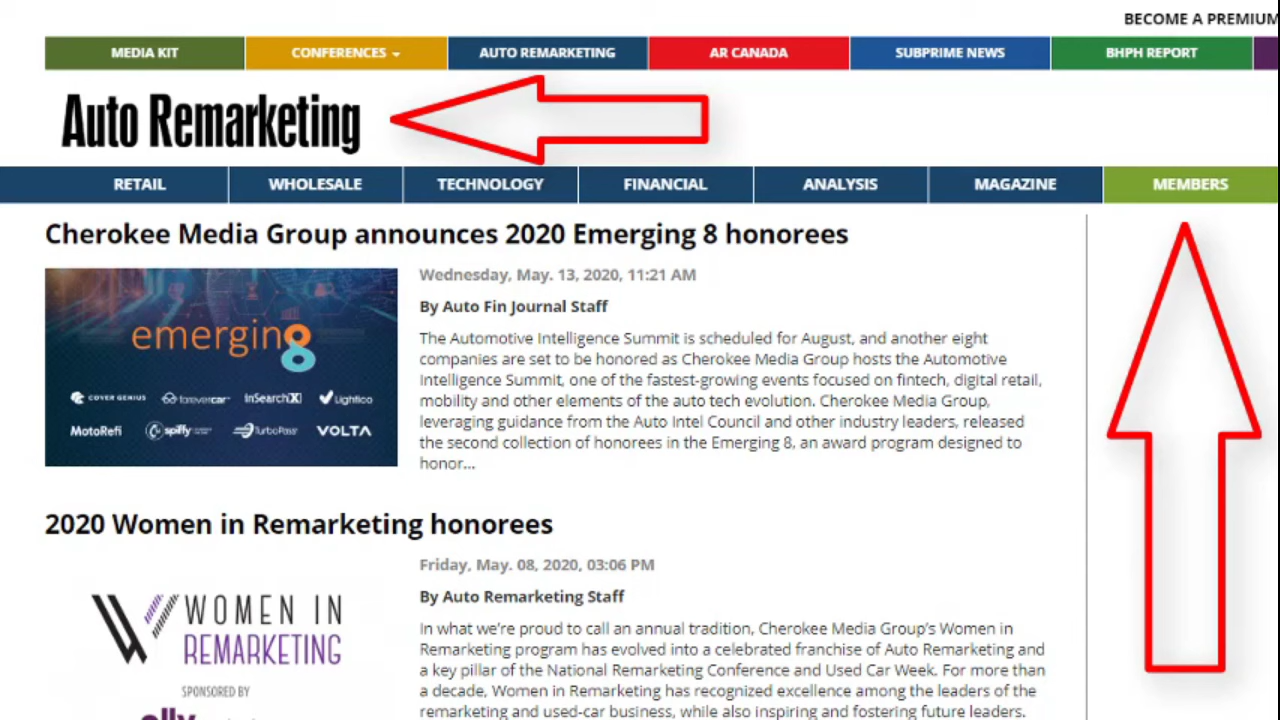 BECOME A PREMIUM
MEDIA KIT
CONFERENCES
AUTO REMARKETING
AR CANADA
SUBPRIME NEWS
BHPH REPORT
Auto Remarketing
RETAIL
WHOLESALE
TECHNOLOGY
FINANCIAL
ANALYSIS
MAGAZINE
MEMBERS
Cherokee Media Group announces 2020 Emerging 8 honorees
emerging8
COVER GENIUS forevercar inSearchX Lightico
MotoRefi spiffy TurboPass VOLTA
Wednesday, May. 13, 2020, 11:21 AM
By Auto Fin Journal Staff
The Automotive Intelligence Summit is scheduled for August, and another eight
companies are set to be honored as Cherokee Media Group hosts the Automotive
Intelligence Summit, one of the fastest-growing events focused on fintech, digital retail,
mobility and other elements of the auto tech evolution. Cherokee Media Group,
leveraging guidance from the Auto Intel Council and other industry leaders, released
the second collection of honorees in the Emerging 8, an award program designed to
honor...
2020 Women in Remarketing honorees
WOMEN IN
REMARKETING
SPONSORED BY
ally
Friday, May. 08, 2020, 03:06 PM
By Auto Remarketing Staff
In what we're proud to call an annual tradition, Cherokee Media Group's Women in
Remarketing program has evolved into a celebrated franchise of Auto Remarketing and
a key pillar of the National Remarketing Conference and Used Car Week. For more than
a decade, Women in Remarketing has recognized excellence among the leaders of the
remarketing and used-car business, while also inspiring and fostering future leaders.